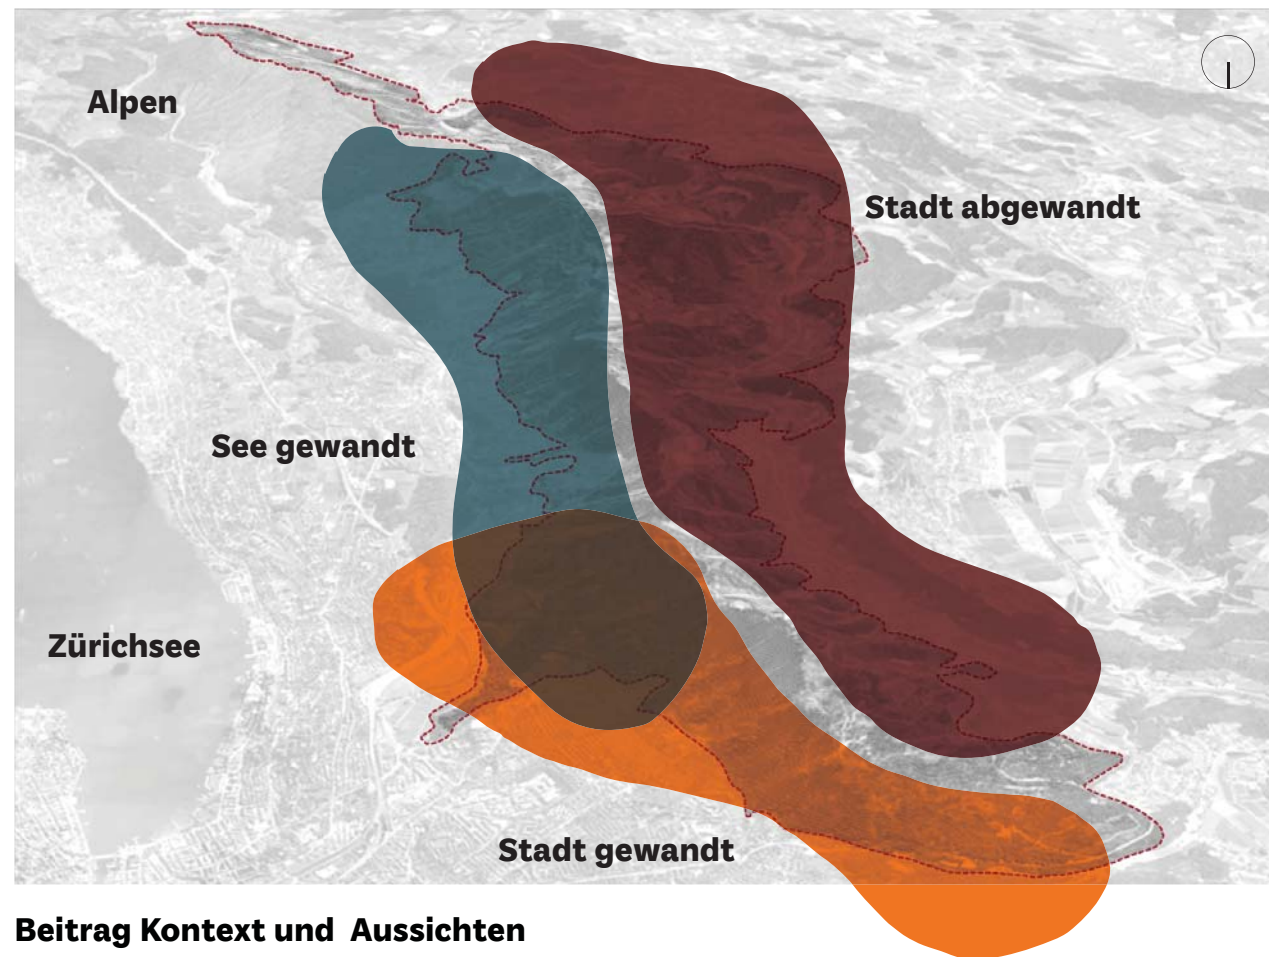 Alpen
Stadt abgewandt
See gewandt
Zürichsee
Stadt gewandt
Beitrag Kontext und  Aussichten